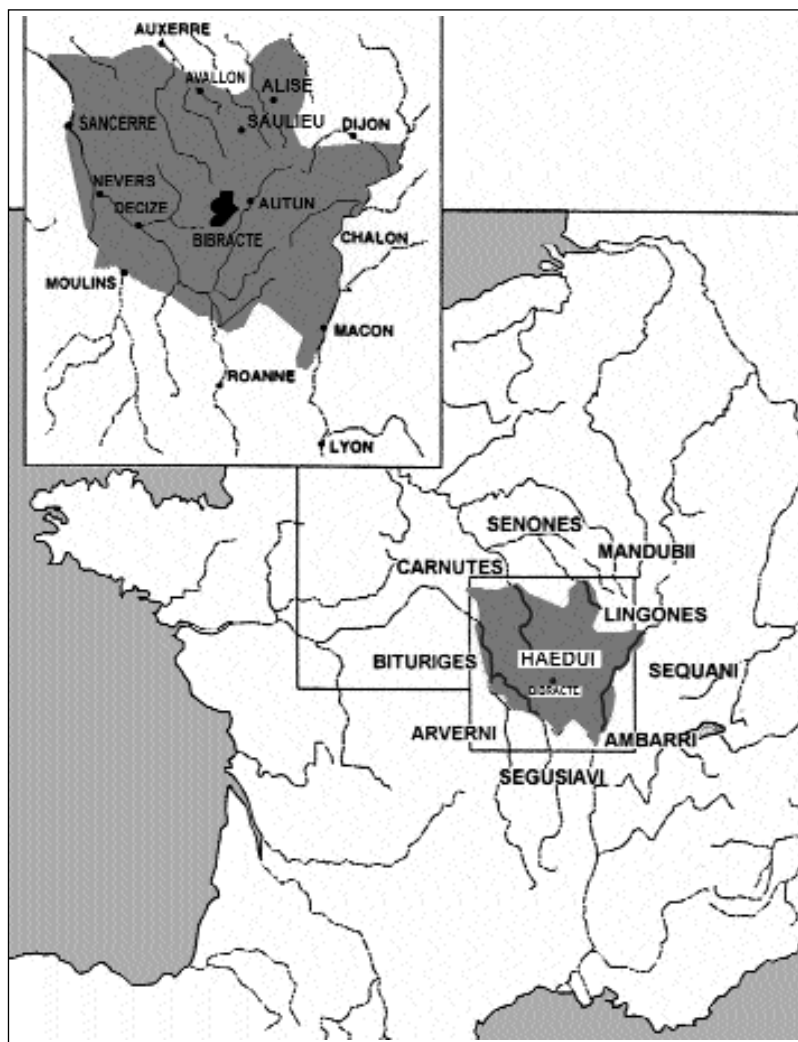 AUXERRE
AVALLON
ALISE
SAULIEU
SANCERRE
DIJON
NEVERS
DECIZE
AUTUN
BIBRACTE
CHALON
MOULINS
MACON
ROANNE
LYON
SENONES
MANDUBII
CARNUTES
LINGONES
HAEDUI
BITURIGES
SEQUANI
BIBRACTE
ARVERNI
AMBARRI
SEGUSIAVI